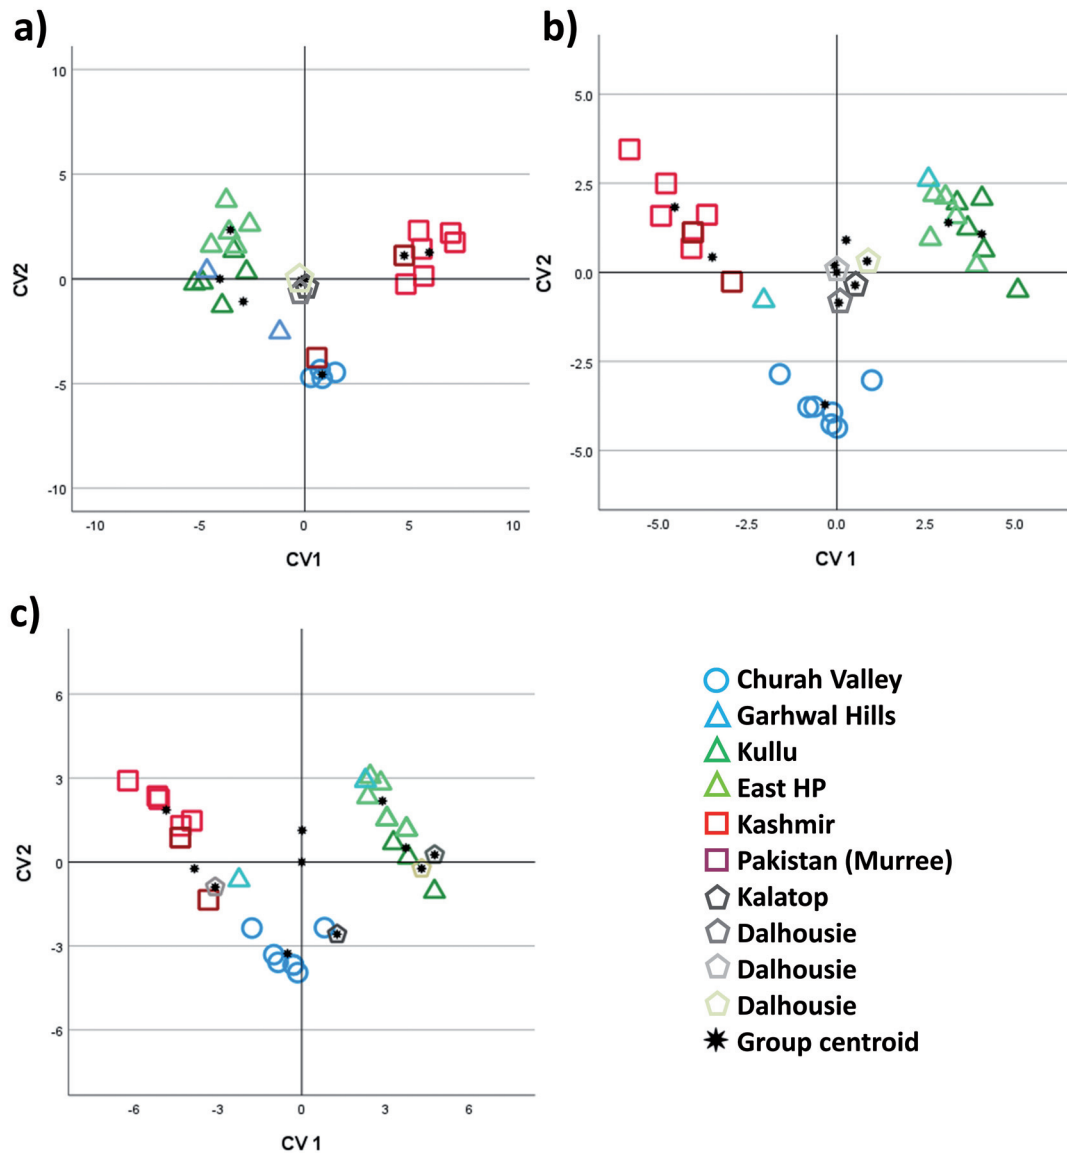 a)
10
5
0
-5
-10
CV2
-10 -5 0 5 10
CV1
b)
5.0
2.5
0.0
-2.5
-5.0
CV2
-5.0 -2.5 0.0 2.5 5.0
CV 1
c)
6
3
0
-3
-6
CV2
-6 -3 0 3 6
CV 1
Churah Valley
Garhwal Hills
Kullu
East HP
Kashmir
Pakistan (Murree)
Kalatop
Dalhousie
Dalhousie
Dalhousie
Group centroid